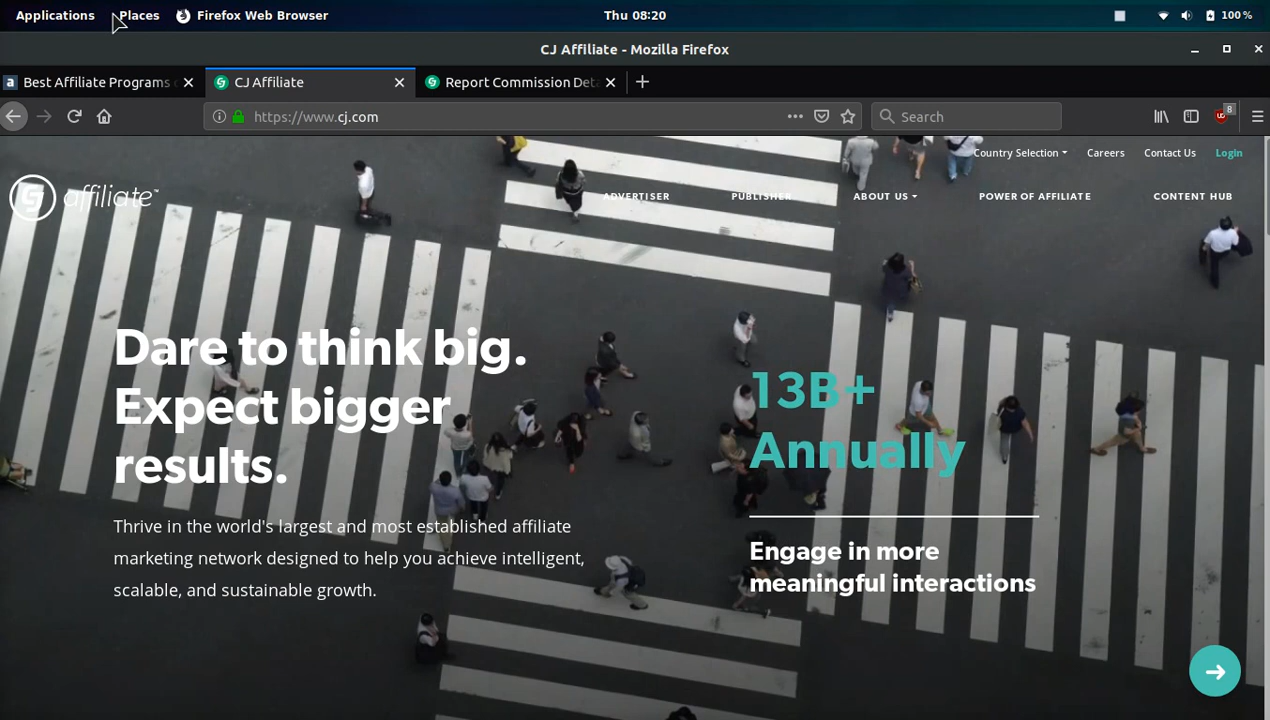 Applications Places Firefox Web Browser Thu 08:20 100 %
CJ Affiliate - Mozilla Firefox
a Best Affiliate Programs CJ Affiliate Report Commission Deta
https://www.cj.com Search 8
Country Selection Careers Contact Us Login
affiliate™ ADVERTISER PUBLISHER ABOUT US POWER OF AFFILIATE CONTENT HUB
Dare to think big.
Expect bigger
results.
Thrive in the world's largest and most established affiliate
marketing network designed to help you achieve intelligent,
scalable, and sustainable growth.
13B+
Annually
Engage in more
meaningful interactions